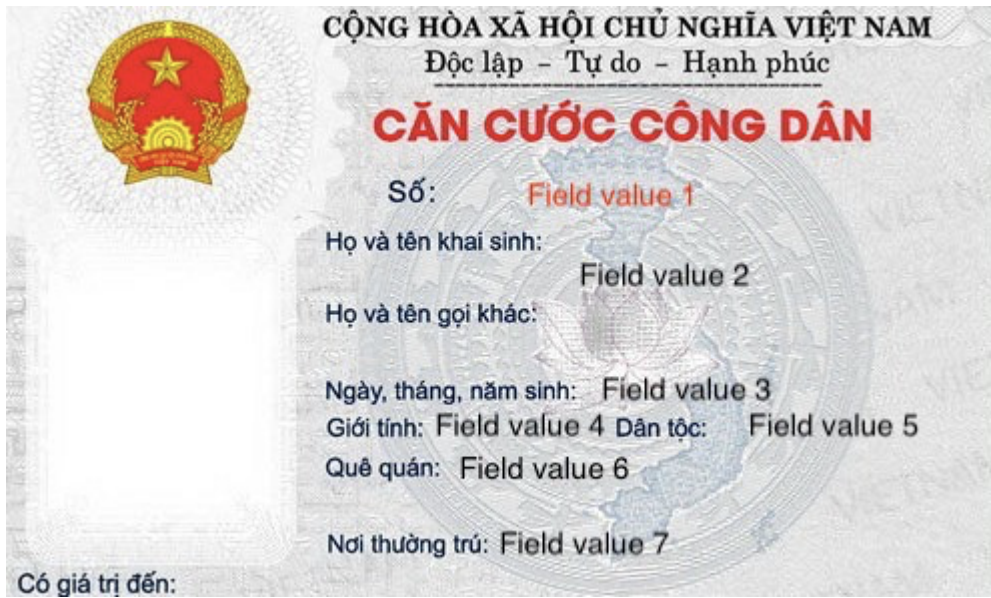 CỘNG HÒA XÃ HỘI CHỦ NGHĨA VIỆT NAM
Độc lập – Tự do – Hạnh phúc
CĂN CƯỚC CÔNG DÂN
Số: Field value 1
Họ và tên khai sinh:
Field value 2
Họ và tên gọi khác:
Ngày, tháng, năm sinh: Field value 3
Giới tính: Field value 4 Dân tộc: Field value 5
Quê quán: Field value 6
Nơi thường trú: Field value 7
Có giá trị đến: